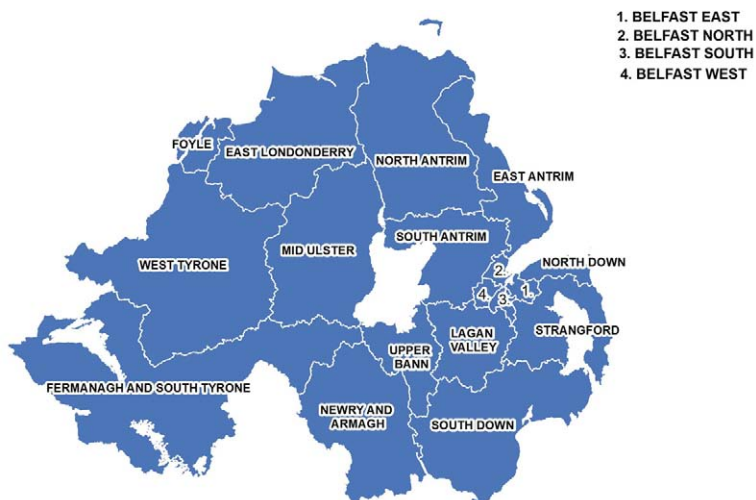 1. BELFAST EAST
2. BELFAST NORTH
3. BELFAST SOUTH
4. BELFAST WEST
FOYLE
EAST LONDONDERRY
NORTH ANTRIM
EAST ANTRIM
SOUTH ANTRIM
WEST TYRONE
MID ULSTER
NORTH DOWN
2.
4.
3.
1.
STRANGFORD
LAGAN
VALLEY
UPPER
BANN
FERMANAGH AND SOUTH TYRONE
NEWRY AND
ARMAGH
SOUTH DOWN